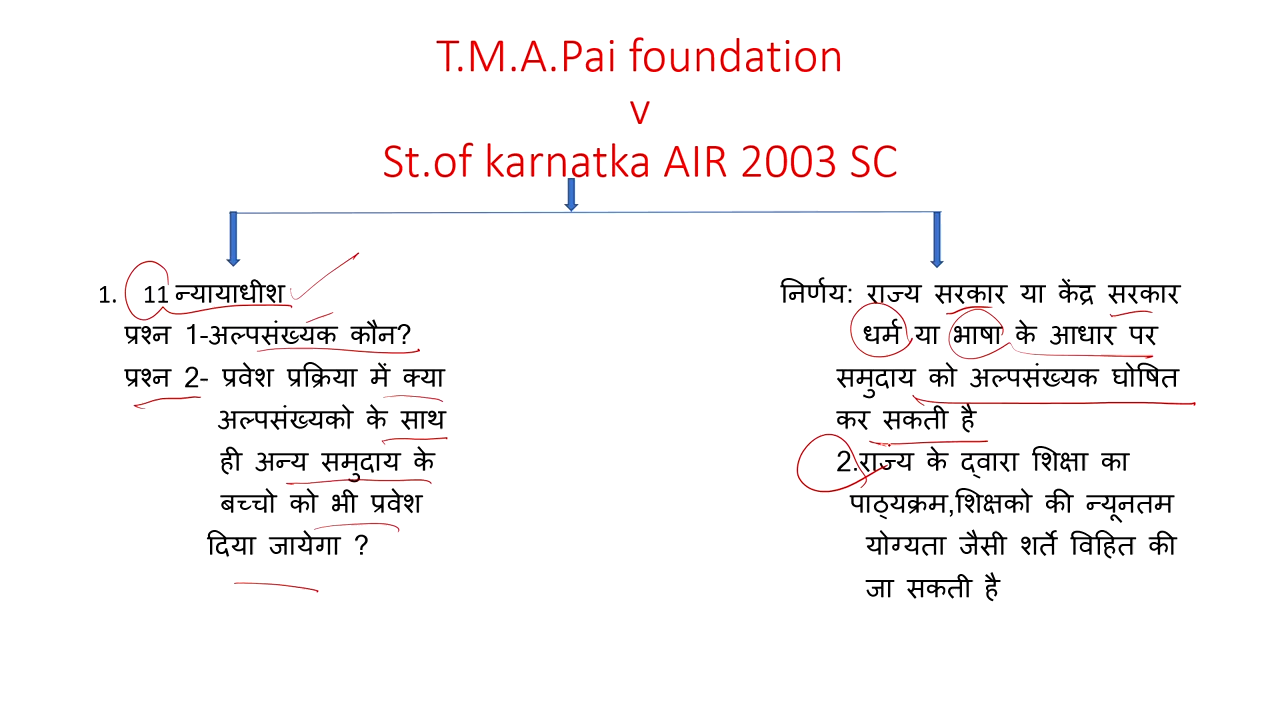 T.M.A.Pai foundation
v
St.of karnatka AIR 2003 SC
1. 11 न्यायाधीश
प्रश्न 1-अल्पसंख्यक कौन?
प्रश्न 2- प्रवेश प्रक्रिया में क्या
अल्पसंख्यको के साथ
ही अन्य समुदाय के
बच्चो को भी प्रवेश
दिया जायेगा ?
निर्णय: राज्य सरकार या केंद्र सरकार
धर्म या भाषा के आधार पर
समुदाय को अल्पसंख्यक घोषित
कर सकती है
2.राज्य के द्वारा शिक्षा का
पाठ्यक्रम,शिक्षको की न्यूनतम
योग्यता जैसी शर्ते विहित की
जा सकती है